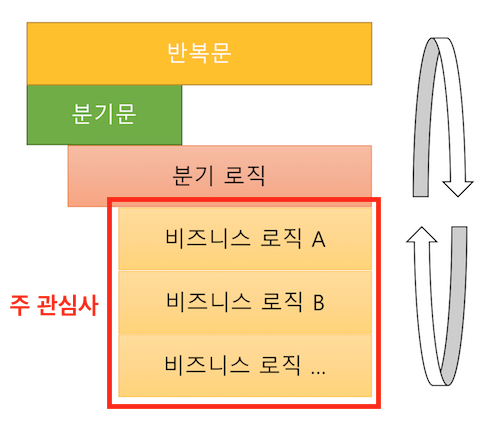 반복문
분기문
분기 로직
비즈니스 로직 A
주 관심사
비즈니스 로직 B
비즈니스 로직 ...